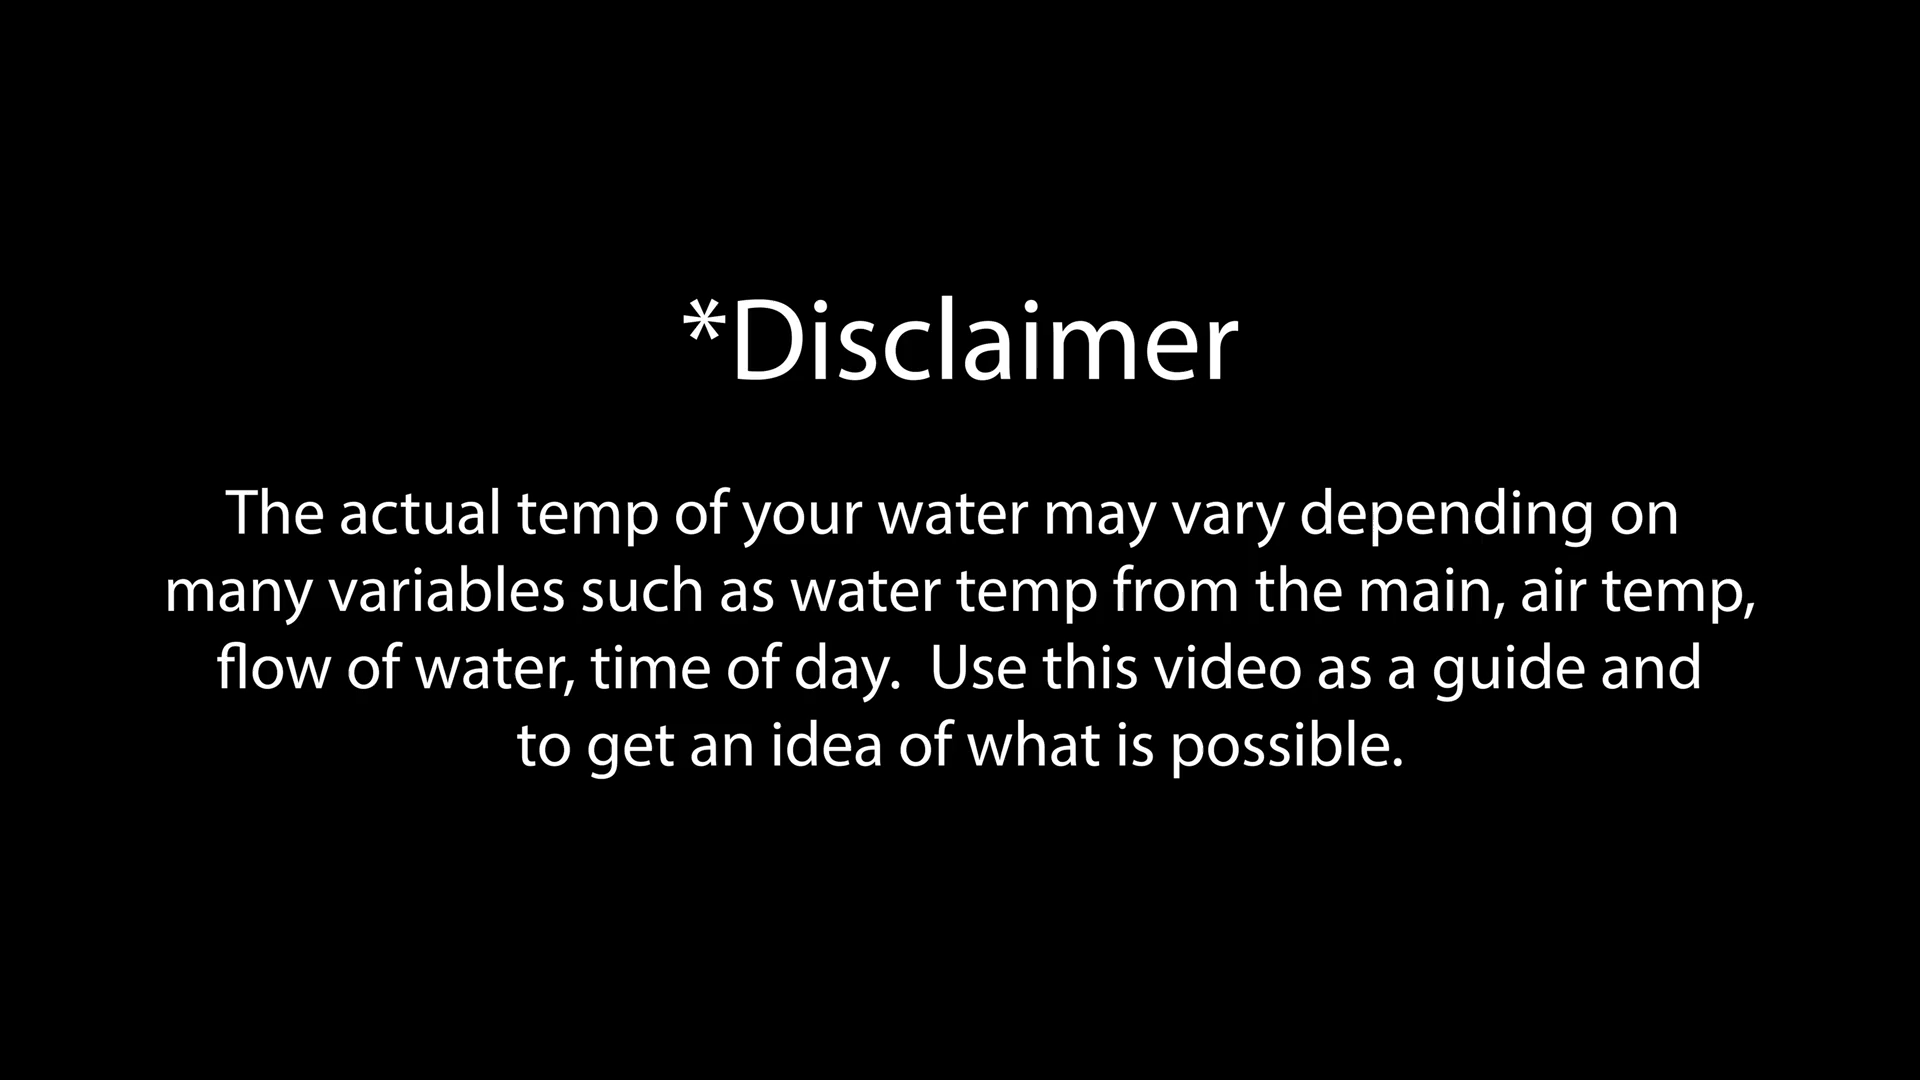 *Disclaimer
The actual temp of your water may vary depending on
many variables such as water temp from the main, air temp,
flow of water, time of day.  Use this video as a guide and
to get an idea of what is possible.